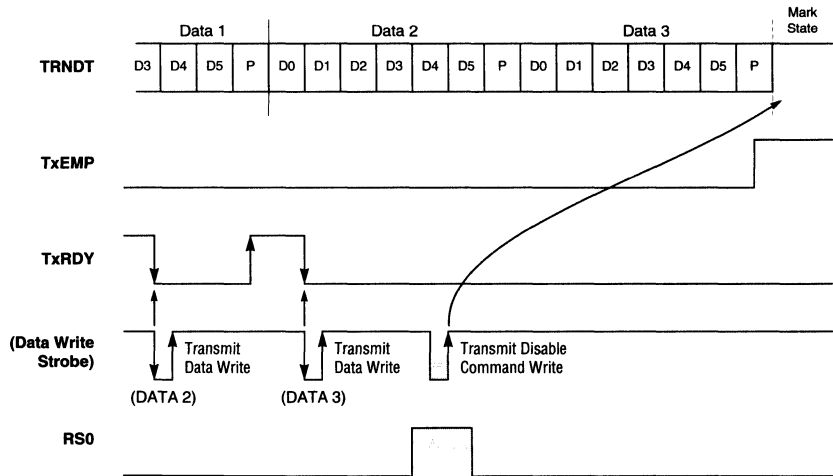 Data 1 Data 2 Data 3 Mark State
TRNDT D3 D4 D5 P D0 D1 D2 D3 D4 D5 P D0 D1 D2 D3 D4 D5 P
TxEMP
TxRDY
(Data Write Strobe)
Transmit Data Write
Transmit Data Write
Transmit Disable Command Write
(DATA 2) (DATA 3)
RS0